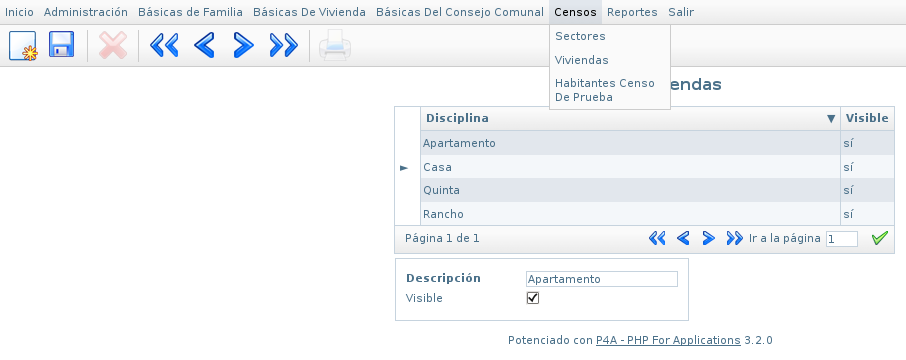 Inicio Administración Básicas de Familia Básicas De Vivienda Básicas Del Consejo Comunal Censos Reportes Salir
Sectores
Viviendas
Habitantes Censo
De Prueba
endas
Disciplina Visible
Apartamento sí
Casa sí
Quinta sí
Rancho sí
Página 1 de 1 Ir a la página 1
Descripción Apartamento
Visible
Potenciado con P4A - PHP For Applications 3.2.0